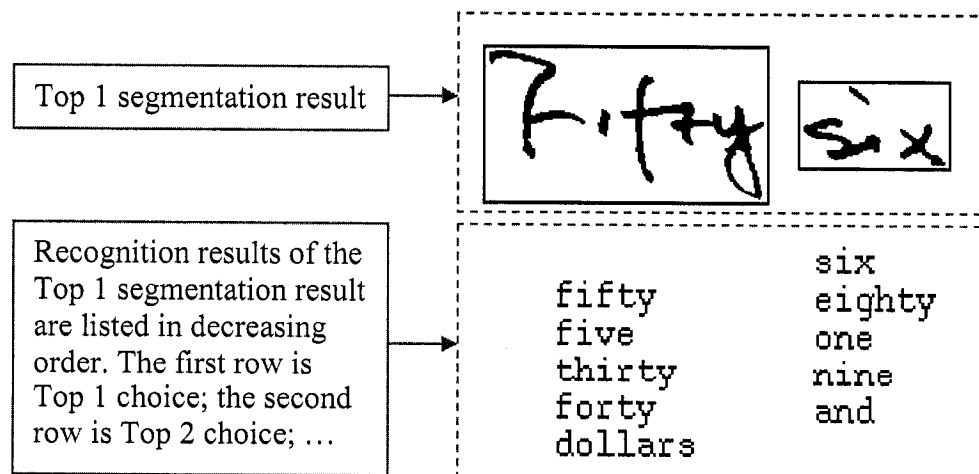 Top 1 segmentation result
Fifty six
Recognition results of the
Top 1 segmentation result
are listed in decreasing
order. The first row is
Top 1 choice; the second
row is Top 2 choice; …
fifty
five
thirty
forty
dollars
six
eighty
one
nine
and